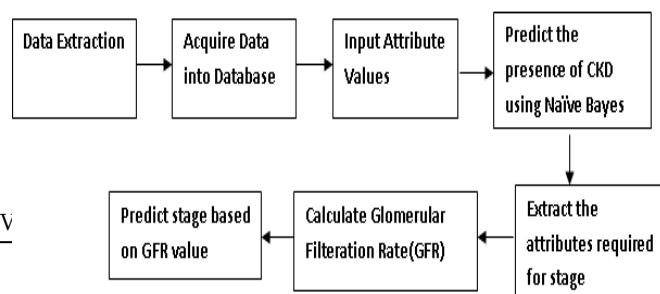 Data Extraction
Acquire Data
into Database
Input Attribute
Values
Predict the
presence of CKD
using Naïve Bayes
Extract the
attributes required
for stage
Calculate Glomerular
Filteration Rate(GFR)
Predict stage based
on GFR value
V